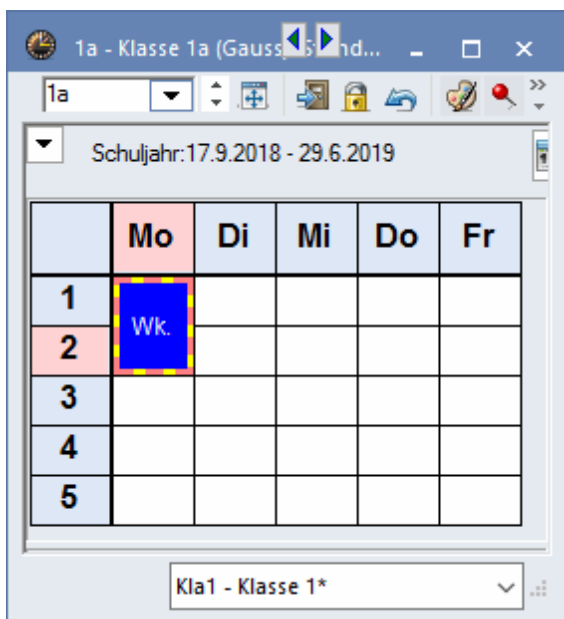 1a - Klasse 1a (Gauss) Stund...
1a
Schuljahr:17.9.2018 - 29.6.2019
Mo Di Mi Do Fr
1
Wk.
2
3
4
5
Kla1 - Klasse 1*